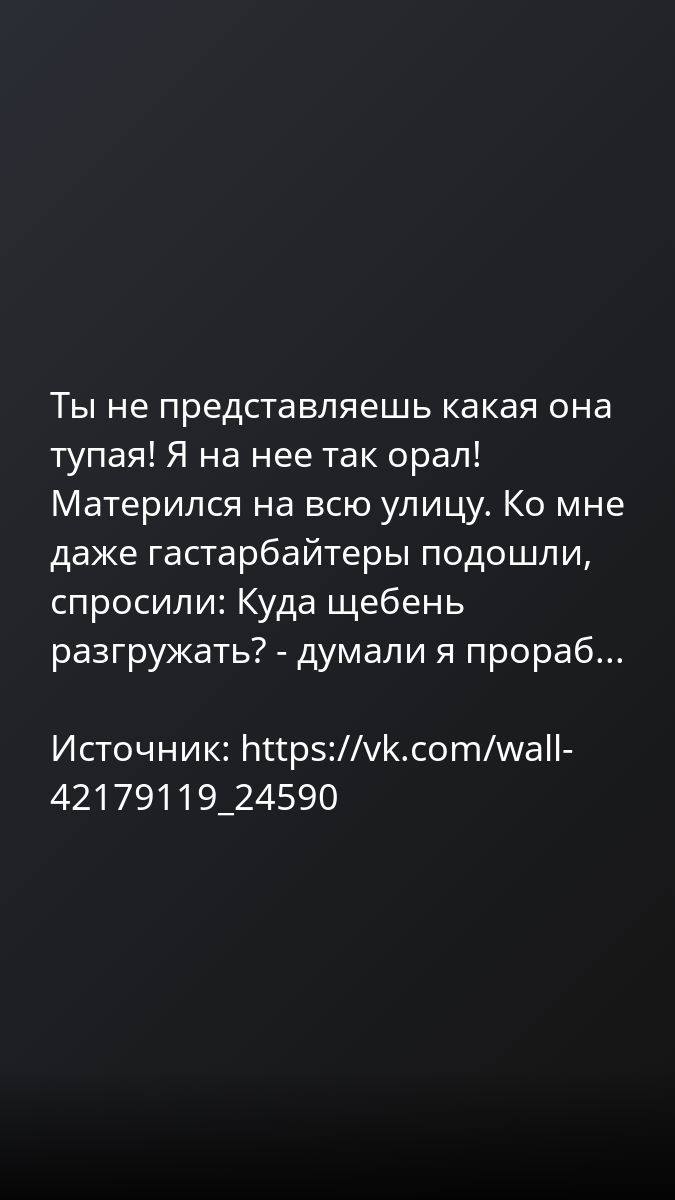 Ты не представляешь какая она
тупая! Я на нее так орал!
Матерился на всю улицу. Ко мне
даже гастарбайтеры подошли,
спросили: Куда щебень
разгружать? - думали я прораб...
Источник: https://vk.com/wall-
42179119_24590